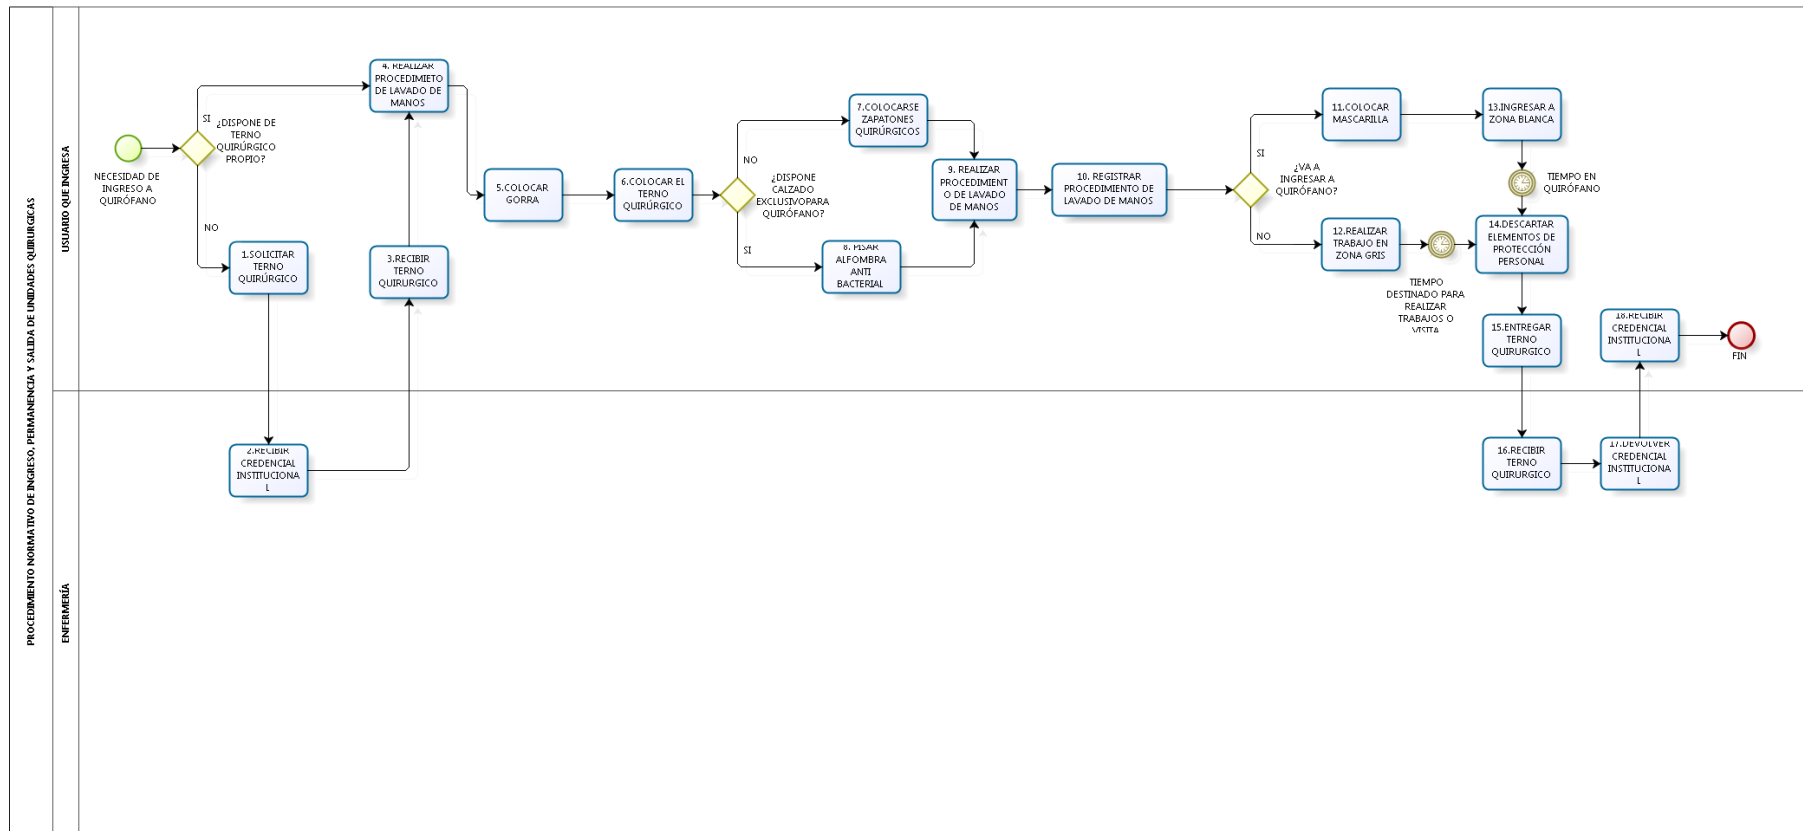 PROCEDIMIENTO NORMATIVO DE INGRESO, PERMANENCIA Y SALIDA DE UNIDADES QUIRURGICAS
USUARIO QUE INGRESA
NECESIDAD DE
INGRESO A
QUIRÓFANO
SI
¿DISPONE DE
TERNO
QUIRÚRGICO
PROPIO?
NO
1.SOLICITAR
TERNO
QUIRÚRGICO
3.RECIBIR
TERNO
QUIRURGICO
4. REALIZAR
PROCEDIMIETO
DE LAVADO DE
MANOS
5.COLOCAR
GORRA
6.COLOCAR EL
TERNO
QUIRÚRGICO
NO
¿DISPONE
CALZADO
EXCLUSIVOPARA
QUIRÓFANO?
SI
7.COLOCARSE
ZAPATONES
QUIRÚRGICOS
8. PISAR
ALFOMBRA
ANTI
BACTERIAL
9. REALIZAR
PROCEDIMIENT
O DE LAVADO
DE MANOS
10. REGISTRAR
PROCEDIMIENTO DE
LAVADO DE MANOS
SI
¿VA A
INGRESAR A
QUIRÓFANO?
NO
11.COLOCAR
MASCARILLA
13.INGRESAR A
ZONA BLANCA
TIEMPO EN
QUIRÓFANO
12.REALIZAR
TRABAJO EN
ZONA GRIS
TIEMPO
DESTINADO PARA
REALIZAR
TRABAJOS O
VISITA
14.DESCARTAR
ELEMENTOS DE
PROTECCIÓN
PERSONAL
15.ENTREGAR
TERNO
QUIRURGICO
18.RECIBIR
CREDENCIAL
INSTITUCIONA
L
FIN
ENFERMERÍA
2.RECIBIR
CREDENCIAL
INSTITUCIONA
L
16.RECIBIR
TERNO
QUIRURGICO
17.DEVOLVER
CREDENCIAL
INSTITUCIONA
L